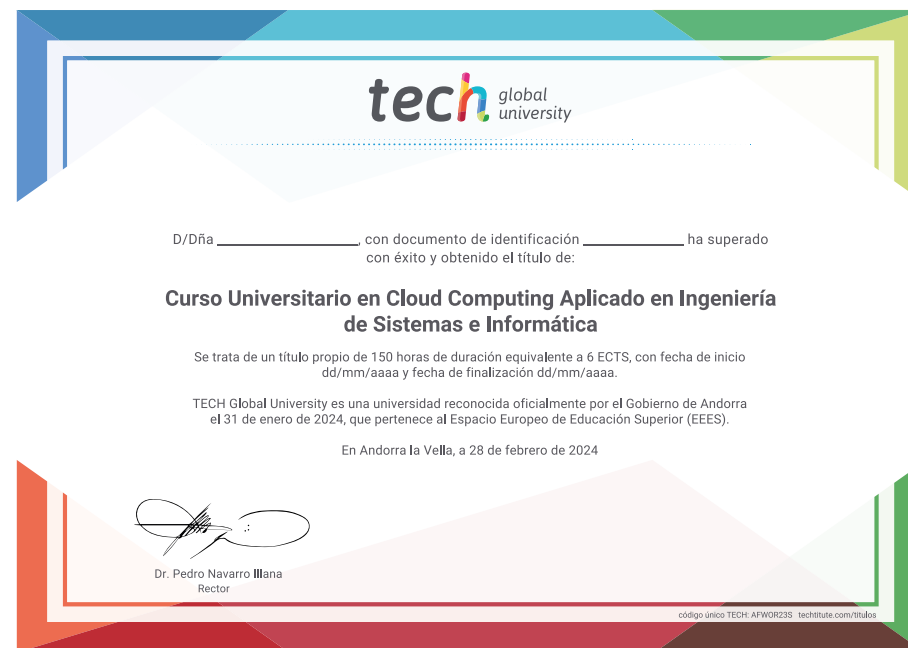 tech global university
D/Dña ____________________, con documento de identificación ______________ ha superado
con éxito y obtenido el título de:
Curso Universitario en Cloud Computing Aplicado en Ingeniería
de Sistemas e Informática
Se trata de un título propio de 150 horas de duración equivalente a 6 ECTS, con fecha de inicio
dd/mm/aaaa y fecha de finalización dd/mm/aaaa.
TECH Global University es una universidad reconocida oficialmente por el Gobierno de Andorra
el 31 de enero de 2024, que pertenece al Espacio Europeo de Educación Superior (EEES).
En Andorra la Vella, a 28 de febrero de 2024
Dr. Pedro Navarro Illana
Rector
código único TECH: AFWOR23S techtitute.com/titulos